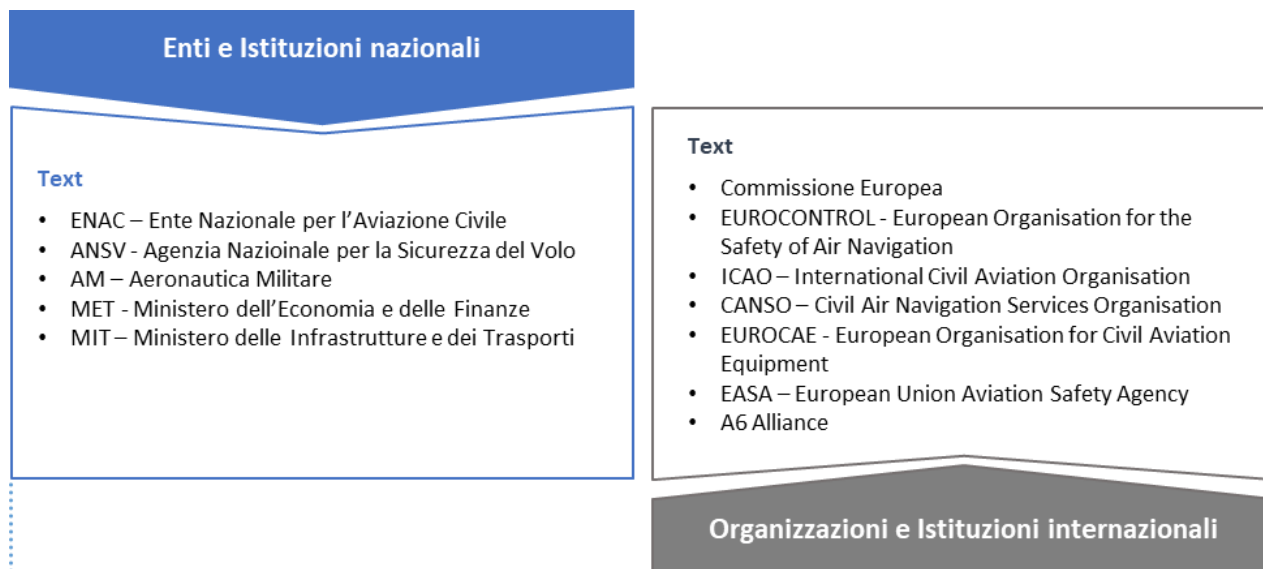 Enti e Istituzioni nazionali
Text
• ENAC – Ente Nazionale per l'Aviazione Civile
• ANSV - Agenzia Nazioinale per la Sicurezza del Volo
• AM – Aeronautica Militare
• MET - Ministero dell'Economia e delle Finanze
• MIT – Ministero delle Infrastrutture e dei Trasporti
Text
• Commissione Europea
• EUROCONTROL - European Organisation for the
Safety of Air Navigation
• ICAO – International Civil Aviation Organisation
• CANSO – Civil Air Navigation Services Organisation
• EUROCAE - European Organisation for Civil Aviation
Equipment
• EASA – European Union Aviation Safety Agency
• A6 Alliance
Organizzazioni e Istituzioni internazionali